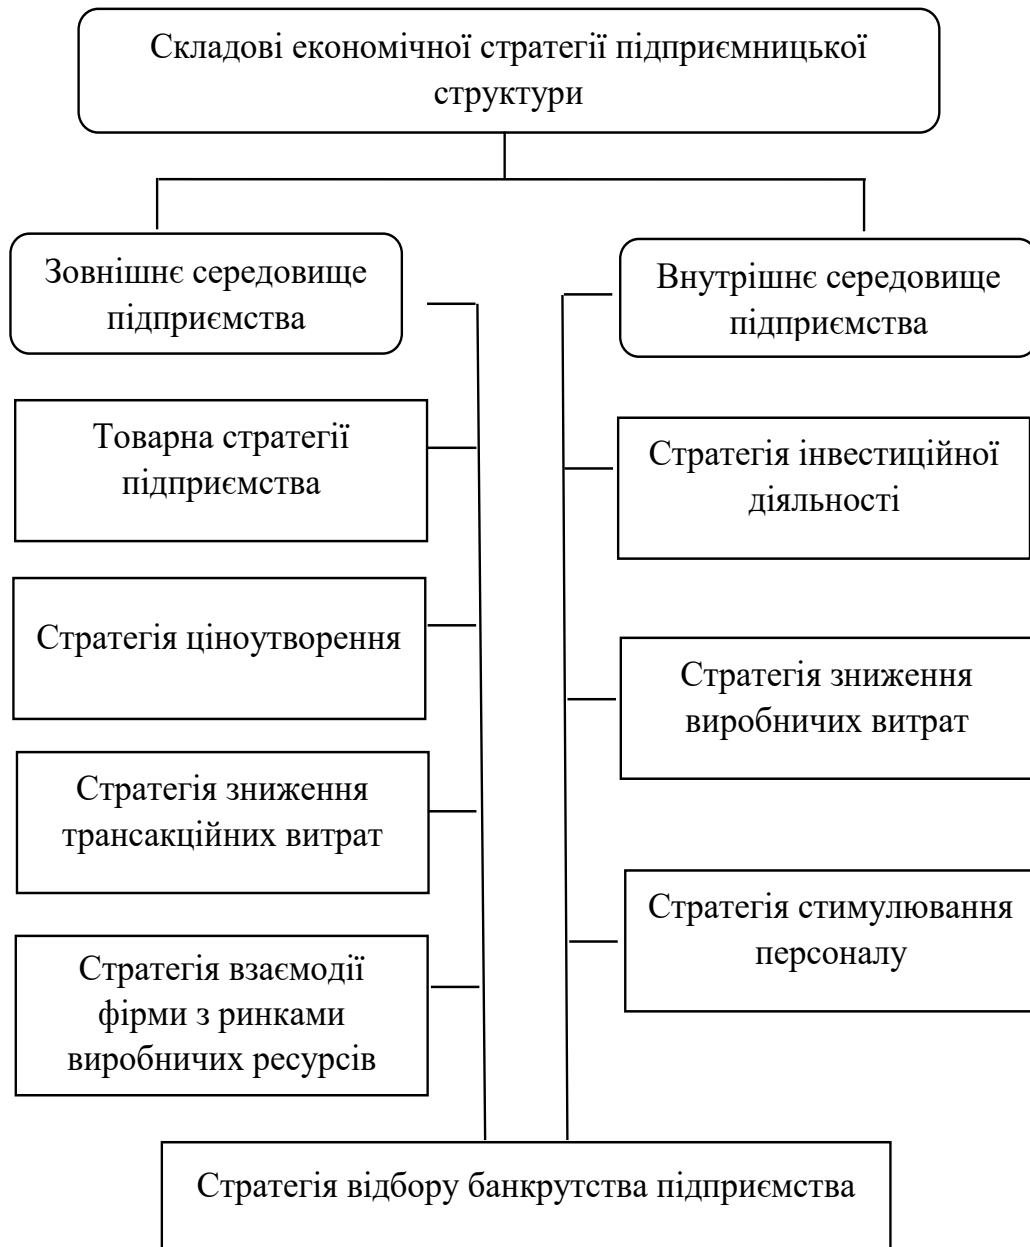 Складові економічної стратегії підприємницької
структури
Зовнішнє середовище
підприємства
Товарна стратегії
підприємства
Стратегія ціноутворення
Стратегія зниження
трансакційних витрат
Стратегія взаємодії
фірми з ринками
виробничих ресурсів
Внутрішнє середовище
підприємства
Стратегія інвестиційної
діяльності
Стратегія зниження
виробничих витрат
Стратегія стимулювання
персоналу
Стратегія відбору банкрутства підприємства